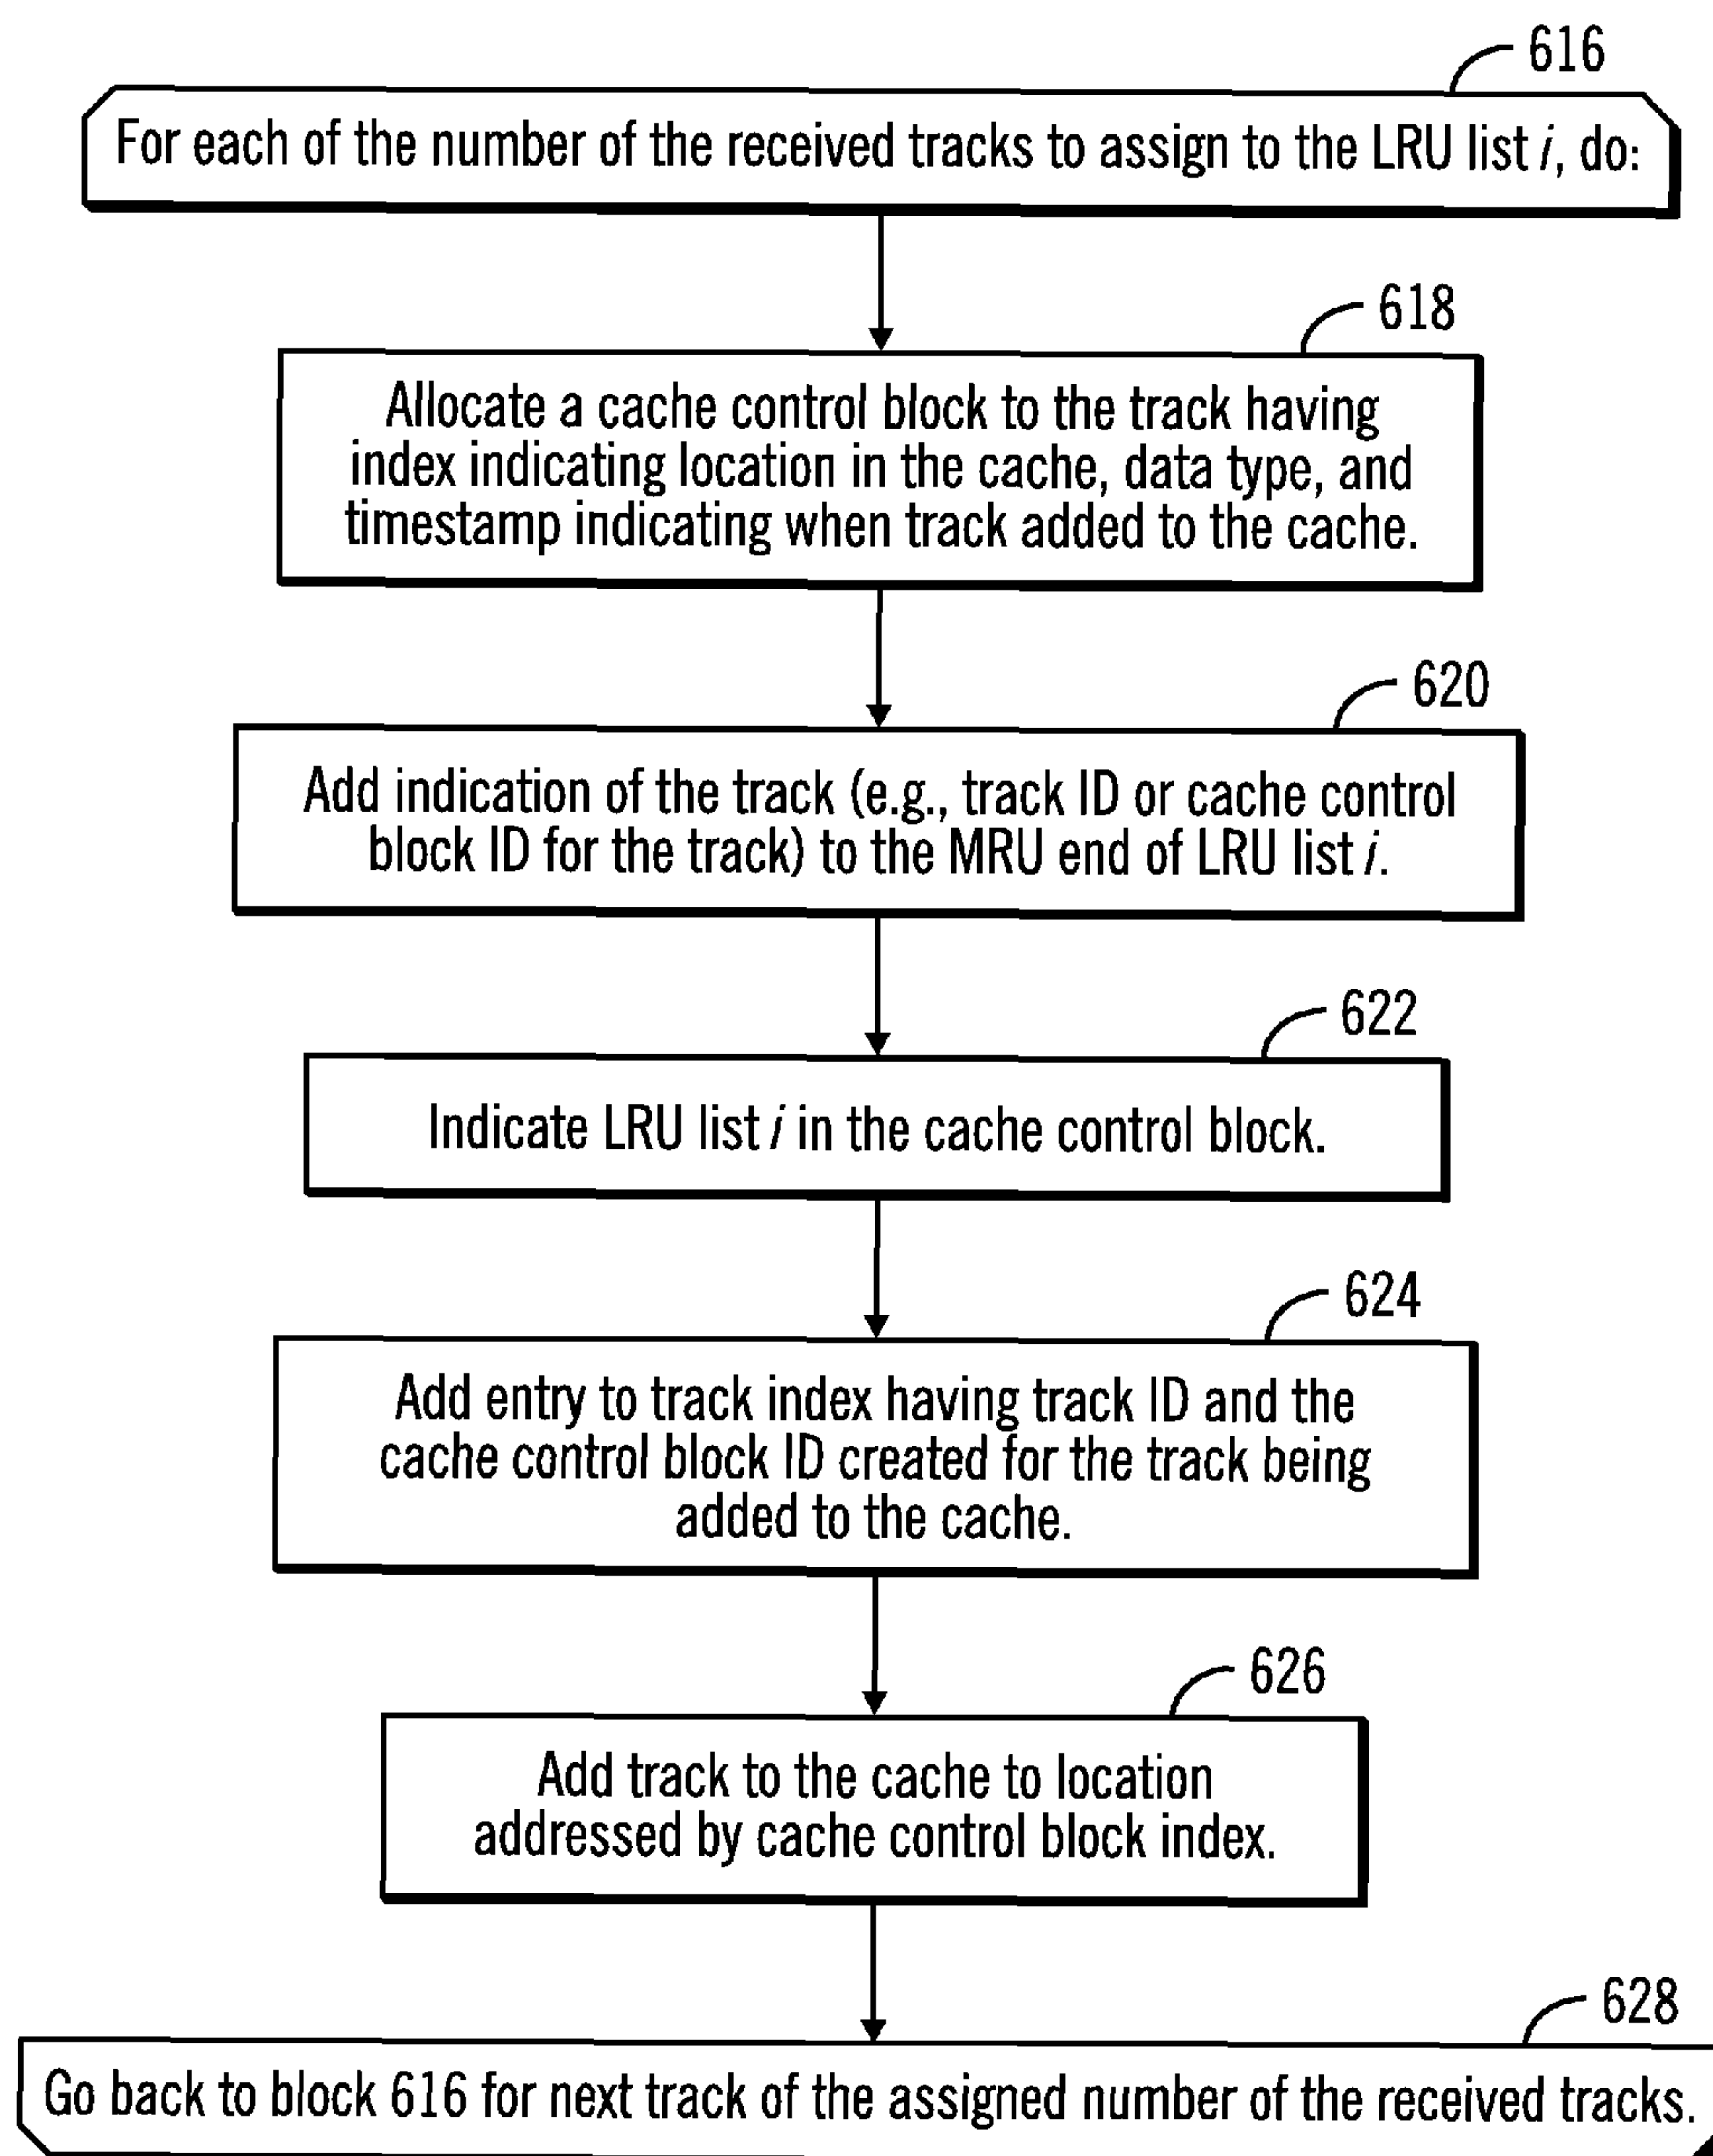 616
For each of the number of the received tracks to assign to the LRU list i, do:
618
Allocate a cache control block to the track having
index indicating location in the cache, data type, and
timestamp indicating when track added to the cache.
620
Add indication of the track (e.g., track ID or cache control
block ID for the track) to the MRU end of LRU list i.
622
Indicate LRU list i in the cache control block.
624
Add entry to track index having track ID and the
cache control block ID created for the track being
added to the cache.
626
Add track to the cache to location
addressed by cache control block index.
628
Go back to block 616 for next track of the assigned number of the received tracks.